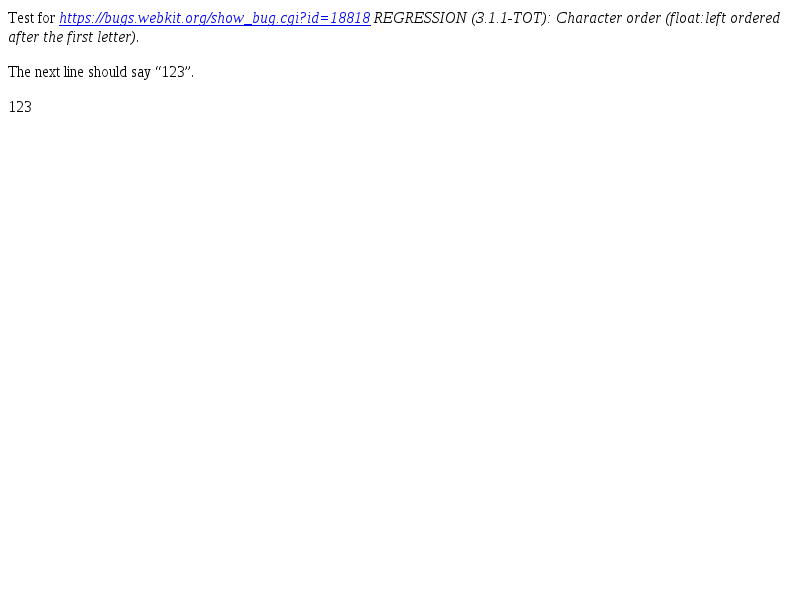 Test for https://bugs.webkit.org/show_bug.cgi?id=18818 REGRESSION (3.1.1-TOT): Character order (float:left ordered
after the first letter).
The next line should say “123”.
123